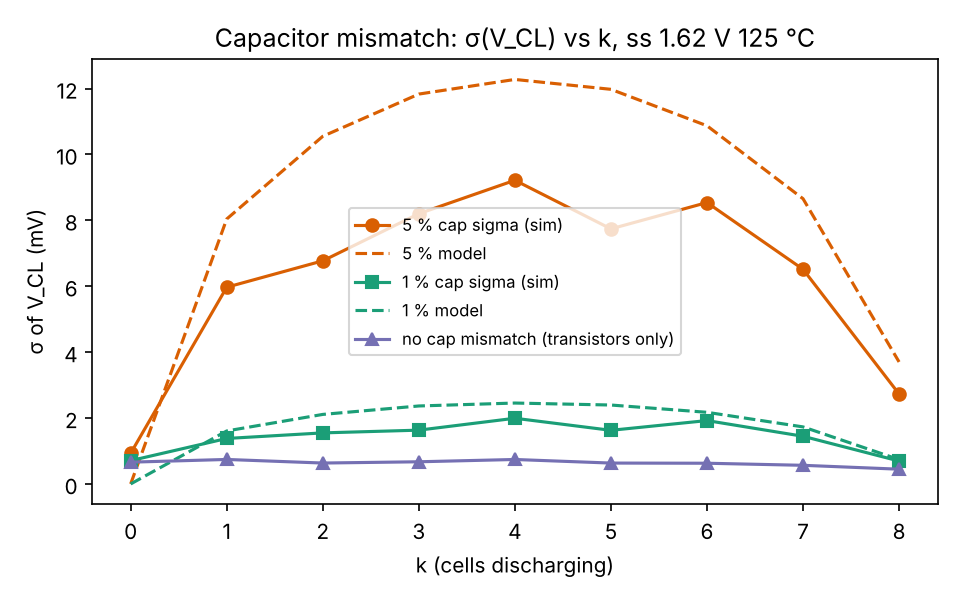 Capacitor mismatch: σ(V_CL) vs k, ss 1.62 V 125 °C
σ of V_CL (mV)
12
10
8
6
4
2
0
5 % cap sigma (sim)
5 % model
1 % cap sigma (sim)
1 % model
no cap mismatch (transistors only)
0 1 2 3 4 5 6 7 8
k (cells discharging)